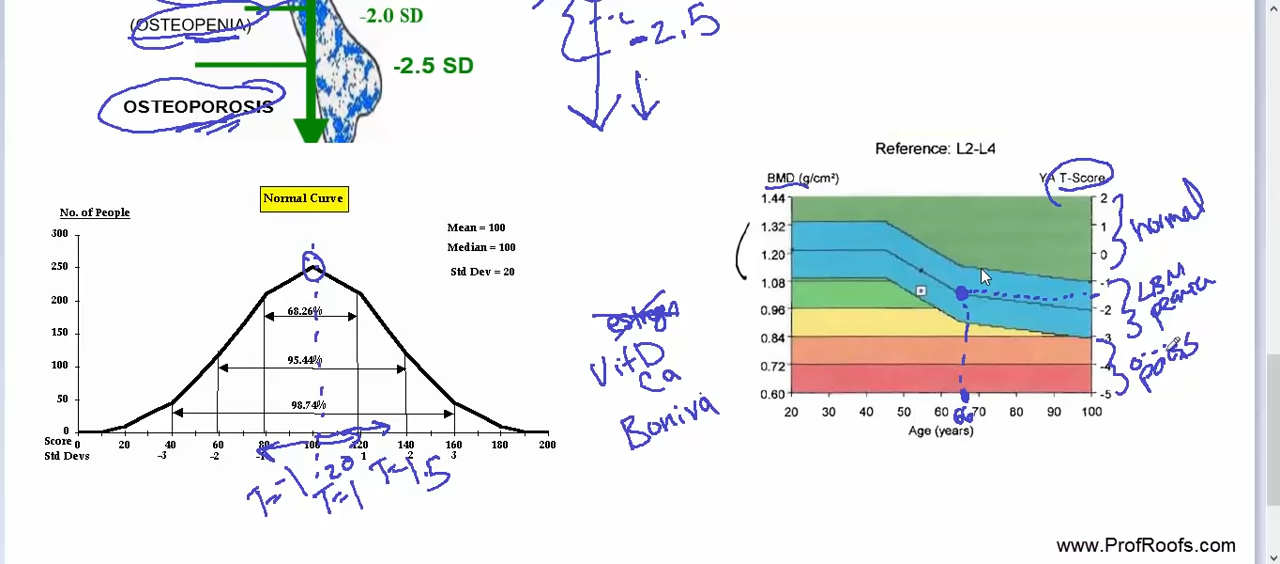 (OSTEOPENIA)
-2.0 SD
-2.5
-2.5 SD
OSTEOPOROSIS
Normal Curve
No. of People
Mean = 100
Median = 100
Std Dev = 20
300
250
200
150
100
50
0
68.26%
95.44%
98.74%
Score
20 40 60 80 100 120 140 160 180 200
Std Devs
-3 -2 1 2 3
T=-1
20
T=1
T=1.5
Vit D
Ca
Boniva
Reference: L2-L4
BMD (g/cm²)
YA T-Score
1.44
1.32
1.20
1.08
0.96
0.84
0.72
0.60
2
1
0
-1
-2
-3
-4
-5
normal
LBM
penia
20 30 40 50 60 70 80 90 100
66
Age (years)
www.ProfRoofs.com